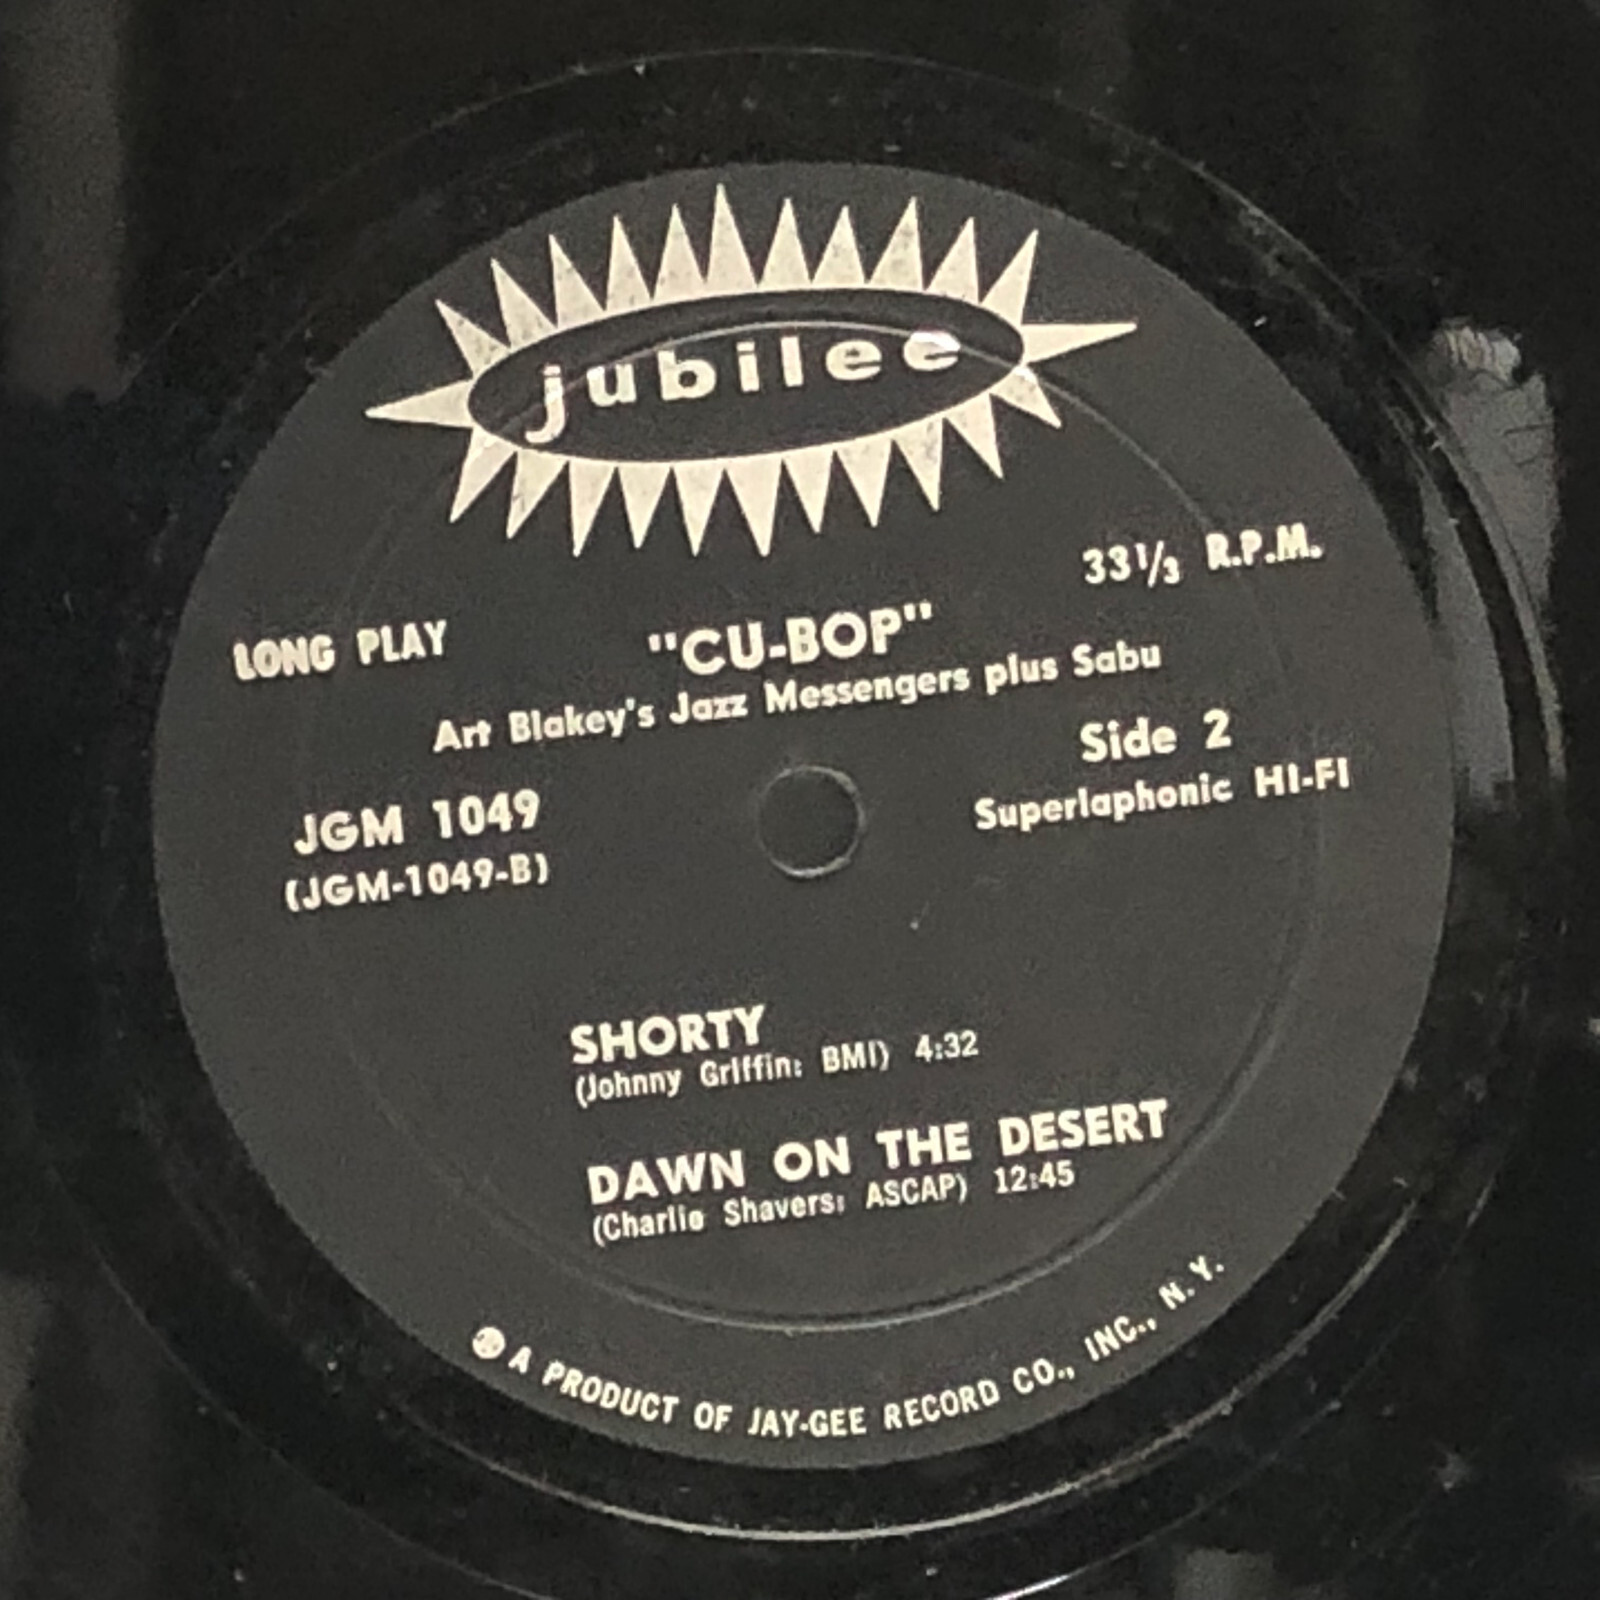 jubilee
33⅓ R.P.M.
LONG PLAY
"CU-BOP"
Art Blakey's Jazz Messengers plus Sabu
Side 2
JGM 1049
Superlaphonic HI-FI
(JGM-1049-B)
SHORTY
(Johnny Griffin: BMI) 4:32
DAWN ON THE DESERT
(Charlie Shavers: ASCAP) 12:45
A PRODUCT OF JAY-GEE RECORD CO., INC., N. Y.